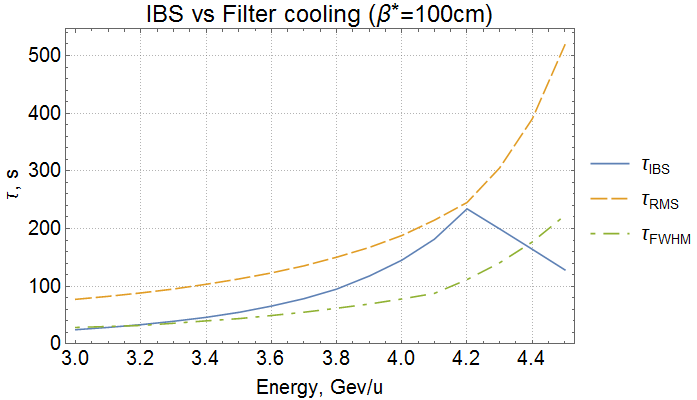 IBS vs Filter cooling (β*=100cm)
500
400
300
200
100
0
τ, s
3.0 3.2 3.4 3.6 3.8 4.0 4.2 4.4
Energy, Gev/u
τIBS
τRMS
τFWHM